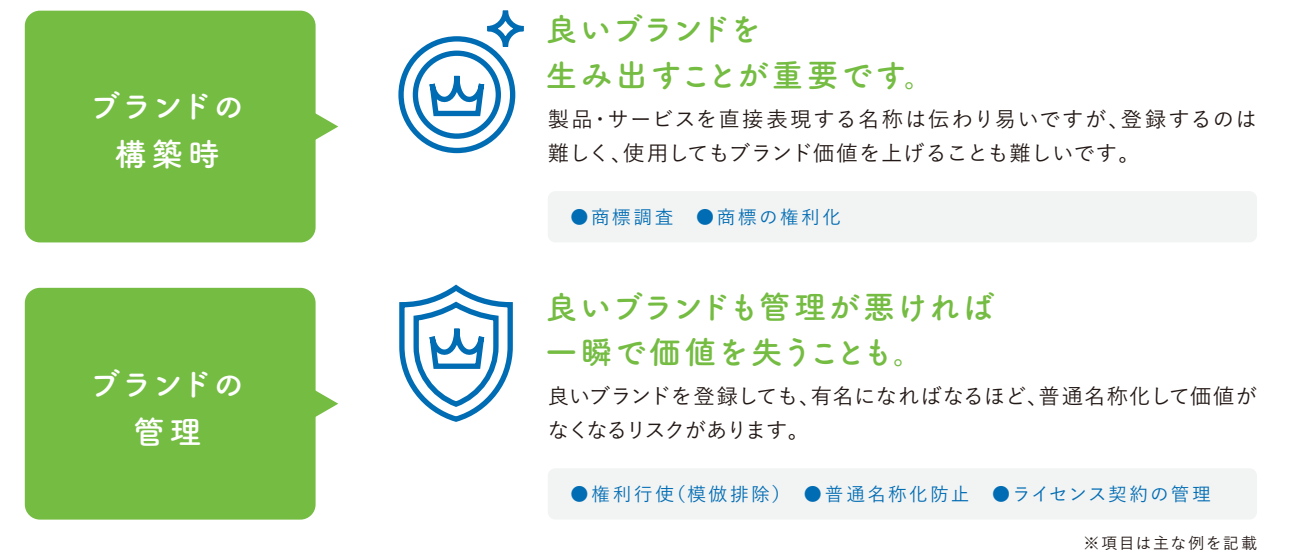 ブランドの
構築時
良いブランドを
生み出すことが重要です。
製品・サービスを直接表現する名称は伝わり易いですが、登録するのは
難しく、使用してもブランド価値を上げることも難しいです。
●商標調査 ●商標の権利化
ブランドの
管理
良いブランドも管理が悪ければ
一瞬で価値を失うことも。
良いブランドを登録しても、有名になればなるほど、普通名称化して価値が
なくなるリスクがあります。
●権利行使(模倣排除) ●普通名称化防止 ●ライセンス契約の管理
※項目は主な例を記載